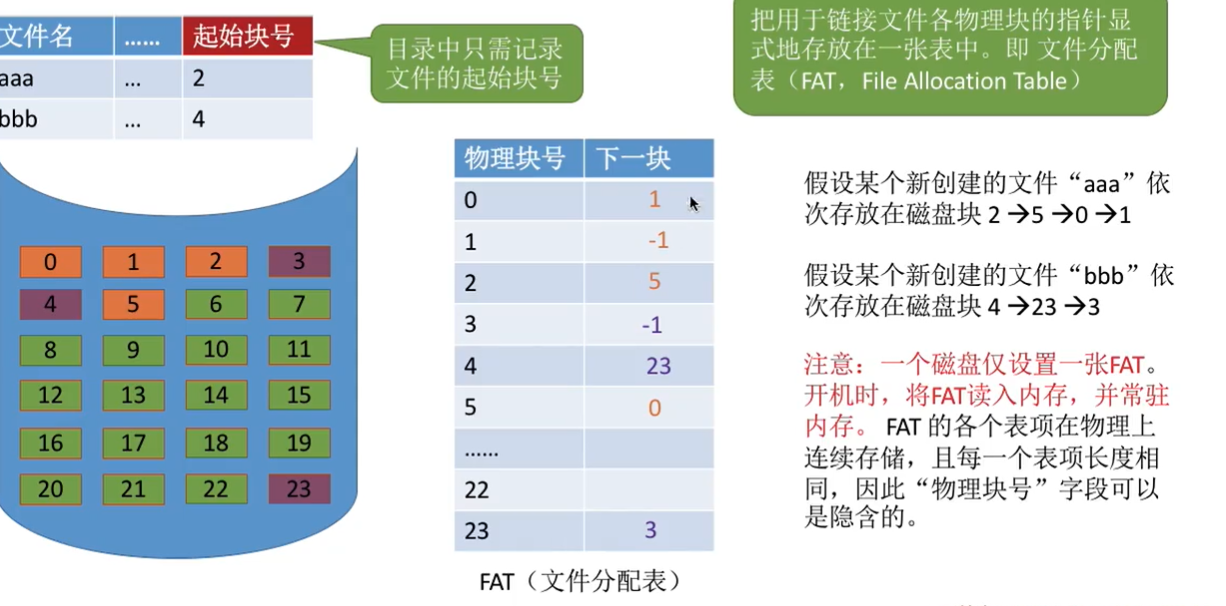 文件名 …… 起始块号
aaa ... 2
bbb ... 4
目录中只需记录
文件的起始块号
把用于链接文件各物理块的指针显
式地存放在一张表中。即 文件分配
表（FAT，File Allocation Table）
0 1 2 3
4 5 6 7
8 9 10 11
12 13 14 15
16 17 18 19
20 21 22 23
物理块号 下一块
0 1
1 -1
2 5
3 -1
4 23
5 0
……
22
23 3
FAT（文件分配表）
假设某个新创建的文件“aaa”依
次存放在磁盘块 2 →5 →0 →1
假设某个新创建的文件“bbb”依
次存放在磁盘块 4 →23 →3
注意：一个磁盘仅设置一张FAT。
开机时，将FAT读入内存，并常驻
内存。 FAT 的各个表项在物理上
连续存储，且每一个表项长度相
同，因此“物理块号”字段可以
是隐含的。